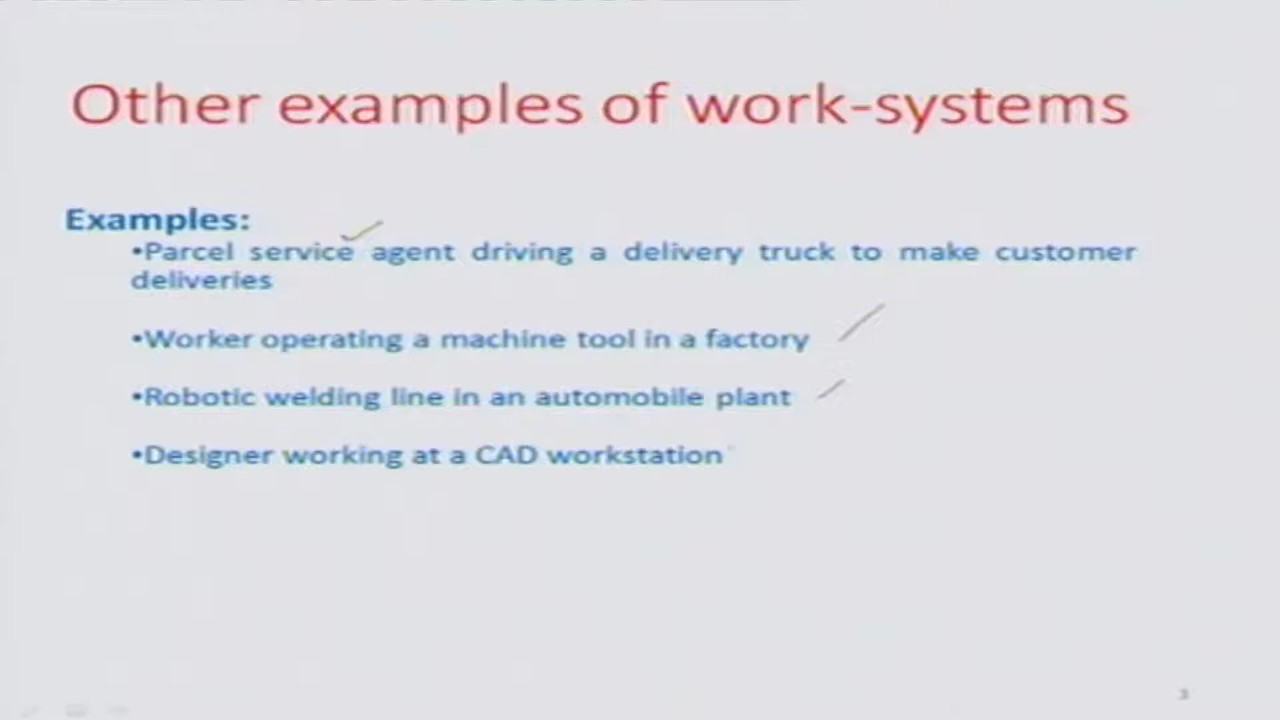 Other examples of work-systems
Examples:
•Parcel service agent driving a delivery truck to make customer
deliveries
•Worker operating a machine tool in a factory
•Robotic welding line in an automobile plant
•Designer working at a CAD workstation
3